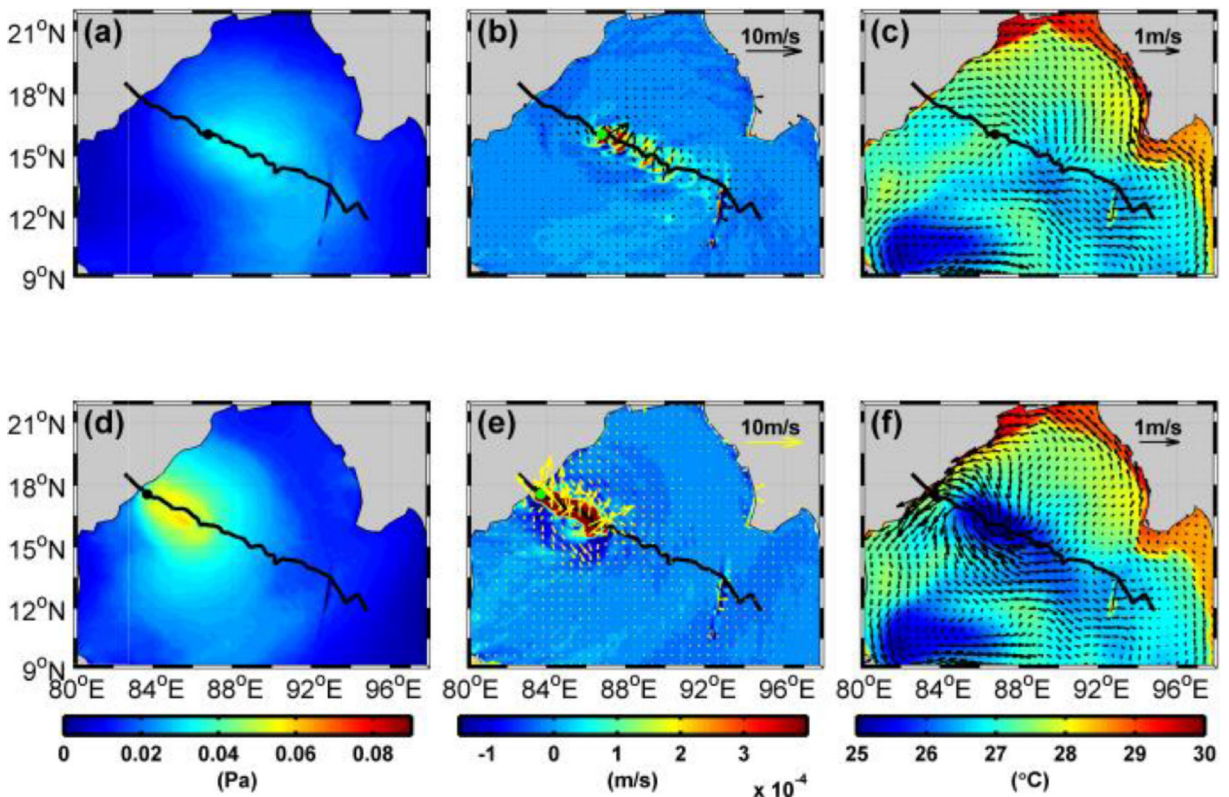 (a) (b) 10m/s (c) 1m/s
21°N
18°N
15°N
12°N
9°N
(d) (e) 10m/s (f) 1m/s
21°N
18°N
15°N
12°N
9°N
80°E 84°E 88°E 92°E 96°E 80°E 84°E 88°E 92°E 96°E 80°E 84°E 88°E 92°E 96°E
0 0.02 0.04 0.06 0.08 -1 0 1 2 3 25 26 27 28 29 30
(Pa) (m/s) (°C)
x 10-4